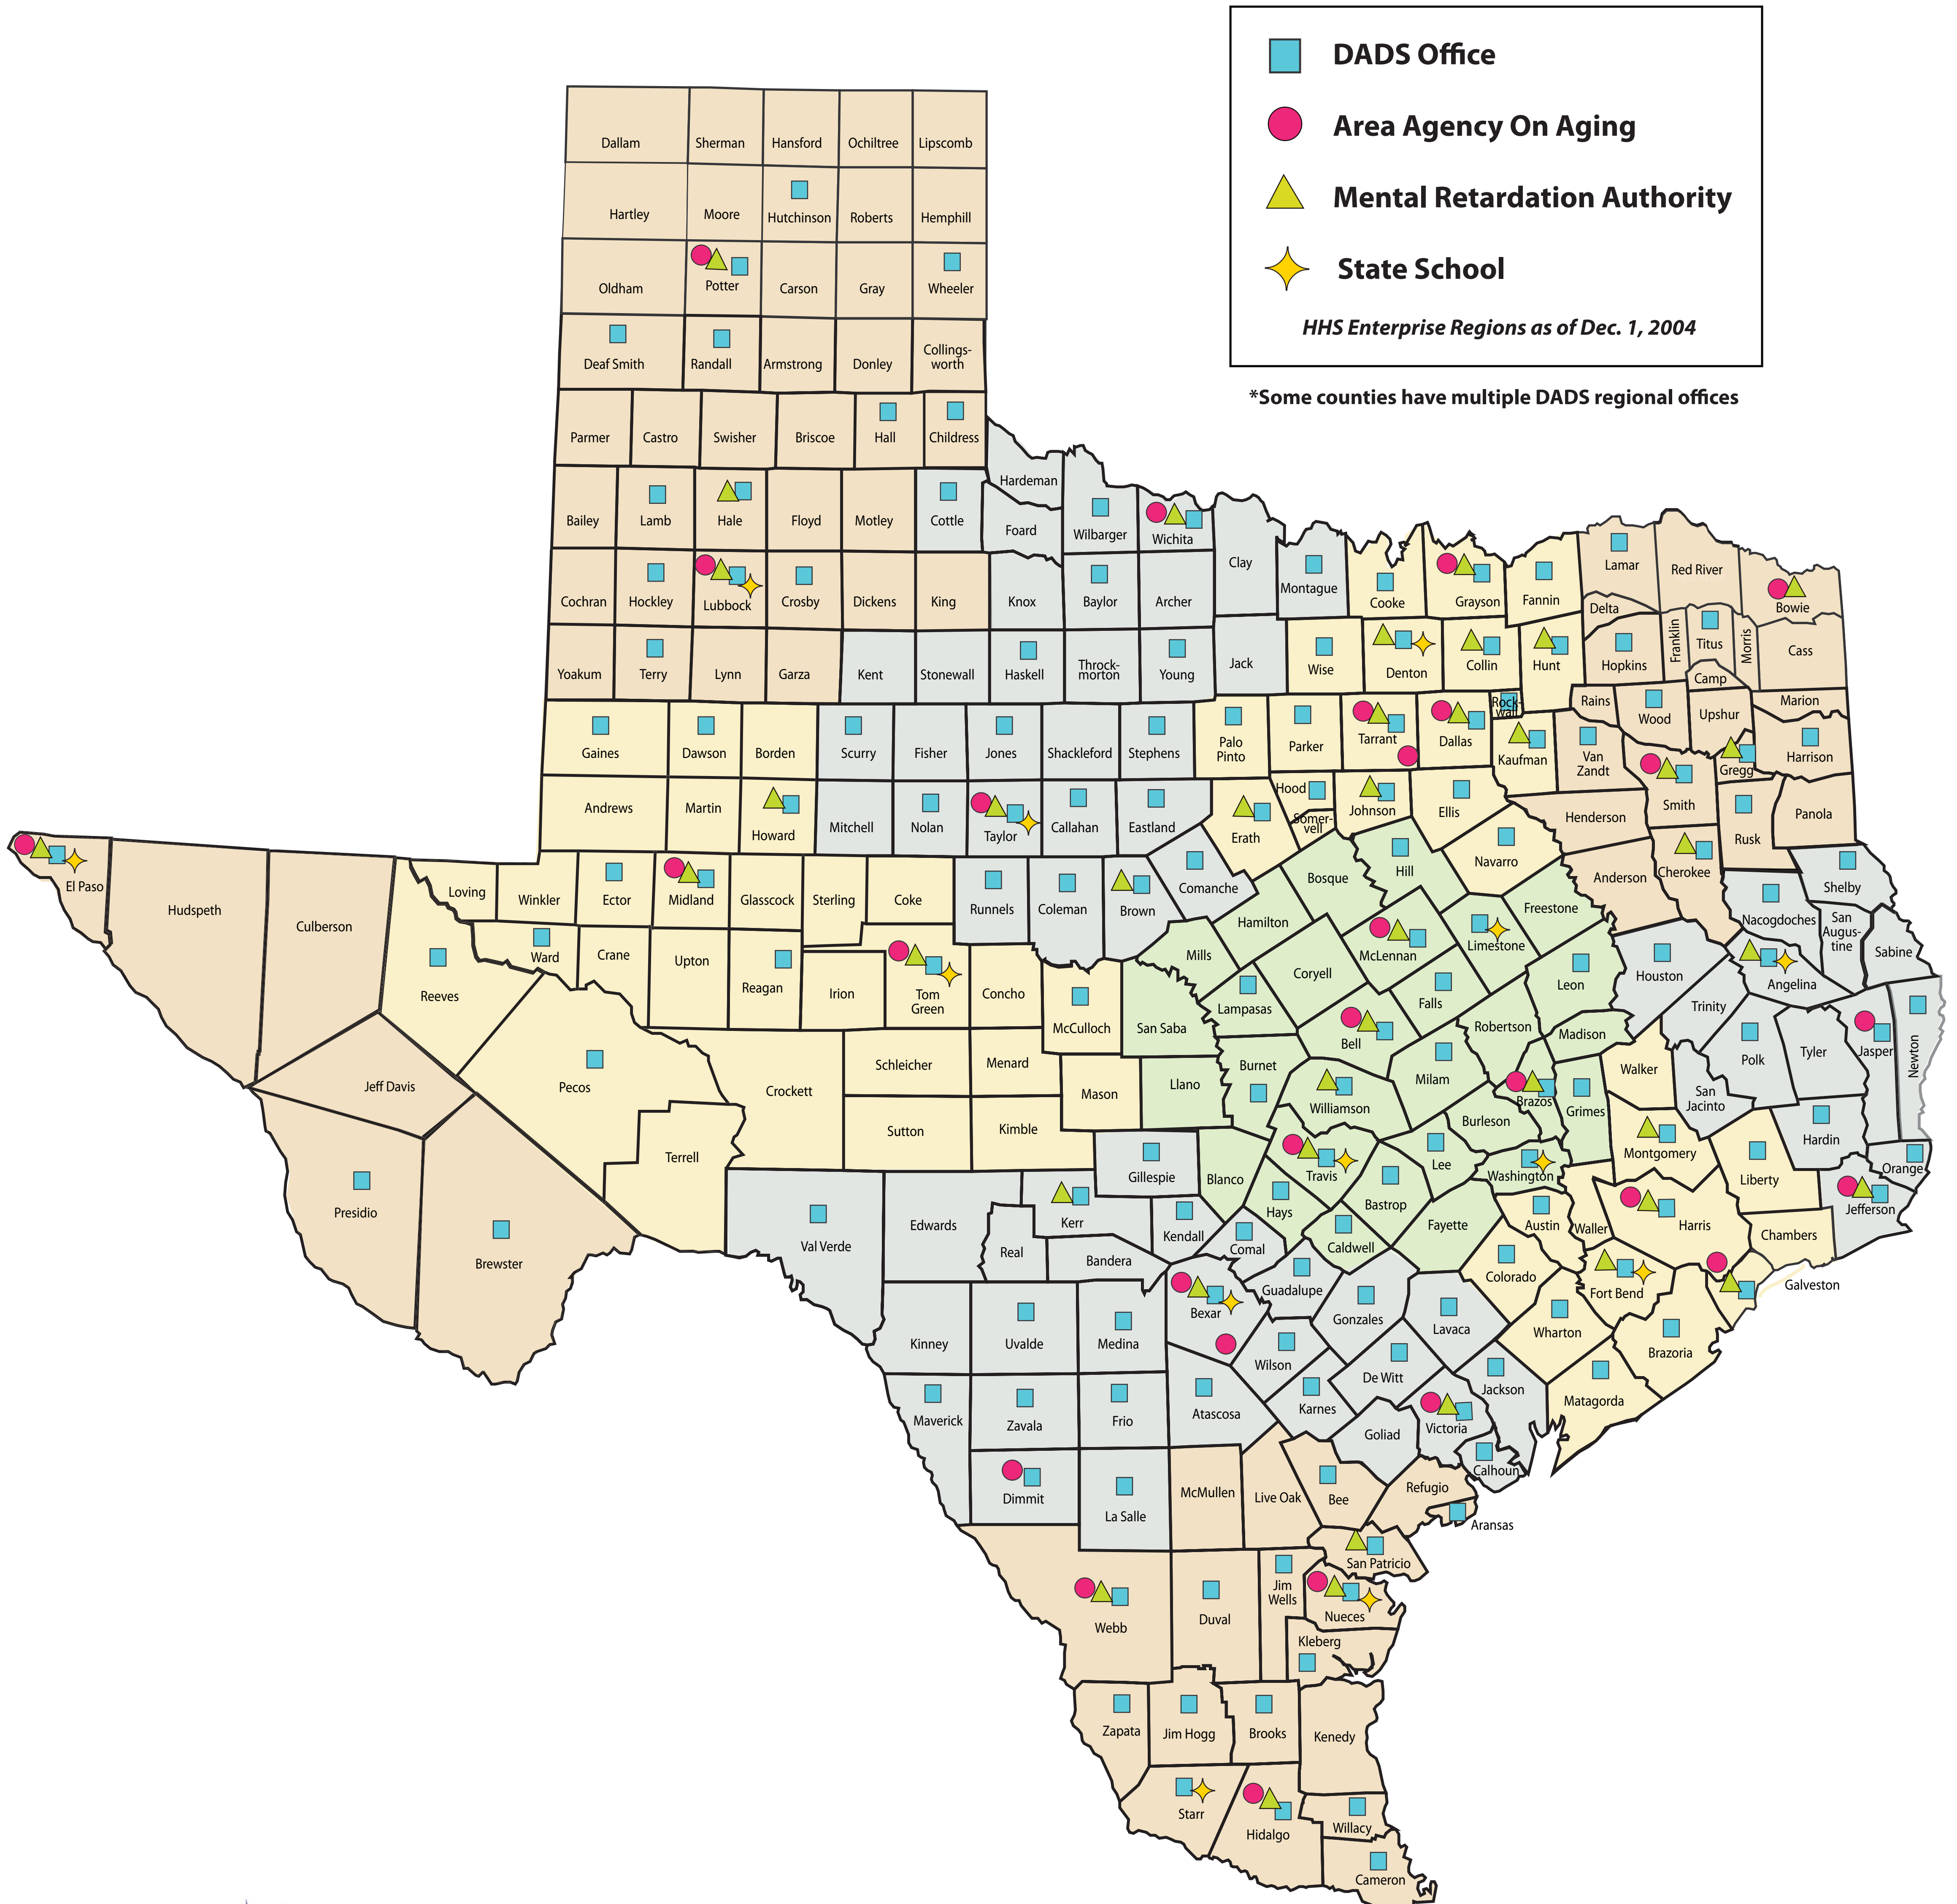 DADS Office
Area Agency On Aging
Mental Retardation Authority
State School
HHS Enterprise Regions as of Dec. 1, 2004
*Some counties have multiple DADS regional offices
Dallam
Sherman
Hansford
Ochiltree
Lipscomb
Hartley
Moore
Hutchinson
Roberts
Hemphill
Oldham
Potter
Carson
Gray
Wheeler
Deaf Smith
Randall
Armstrong
Donley
Collings-
worth
Parmer
Castro
Swisher
Briscoe
Hall
Childress
Hardeman
Bailey
Lamb
Hale
Floyd
Motley
Cottle
Foard
Wilbarger
Wichita
Clay
Montague
Cooke
Grayson
Fannin
Lamar
Red River
Bowie
Cochran
Hockley
Lubbock
Crosby
Dickens
King
Knox
Baylor
Archer
Delta
Yoakum
Terry
Lynn
Garza
Kent
Stonewall
Haskell
Throck-
morton
Young
Jack
Wise
Denton
Collin
Hunt
Hopkins
Franklin
Titus
Morris
Cass
Camp
Gaines
Dawson
Borden
Scurry
Fisher
Jones
Shackleford
Stephens
Palo
Pinto
Parker
Tarrant
Dallas
Rock-
wall
Kaufman
Rains
Wood
Upshur
Marion
Van
Zandt
Gregg
Harrison
Andrews
Martin
Howard
Mitchell
Nolan
Taylor
Callahan
Eastland
Erath
Hood
Somer-
vell
Johnson
Ellis
Henderson
Smith
Rusk
Panola
El Paso
Hudspeth
Culberson
Loving
Winkler
Ector
Midland
Glasscock
Sterling
Coke
Runnels
Coleman
Brown
Comanche
Bosque
Hill
Navarro
Anderson
Cherokee
Shelby
Nacogdoches
San
Augus-
tine
Sabine
Reeves
Ward
Crane
Upton
Reagan
Irion
Tom
Green
Concho
McCulloch
Mills
Hamilton
Coryell
McLennan
Limestone
Freestone
Leon
Houston
Angelina
Trinity
San Saba
Lampasas
Bell
Falls
Robertson
Madison
Walker
Polk
Tyler
Jasper
Newton
Jeff Davis
Pecos
Crockett
Schleicher
Menard
Mason
Llano
Burnet
Williamson
Milam
Brazos
Grimes
San
Jacinto
Sutton
Kimble
Burleson
Montgomery
Hardin
Orange
Terrell
Gillespie
Blanco
Travis
Lee
Washington
Liberty
Jefferson
Presidio
Brewster
Val Verde
Edwards
Real
Kerr
Kendall
Bandera
Comal
Hays
Caldwell
Bastrop
Fayette
Austin
Waller
Harris
Chambers
Galveston
Colorado
Fort Bend
Kinney
Uvalde
Medina
Bexar
Guadalupe
Gonzales
Lavaca
Wharton
Brazoria
Wilson
De Witt
Jackson
Matagorda
Maverick
Zavala
Frio
Atascosa
Karnes
Goliad
Victoria
Calhoun
Dimmit
La Salle
McMullen
Live Oak
Bee
Refugio
Aransas
San Patricio
Webb
Duval
Jim
Wells
Nueces
Kleberg
Zapata
Jim Hogg
Brooks
Kenedy
Starr
Hidalgo
Willacy
Cameron